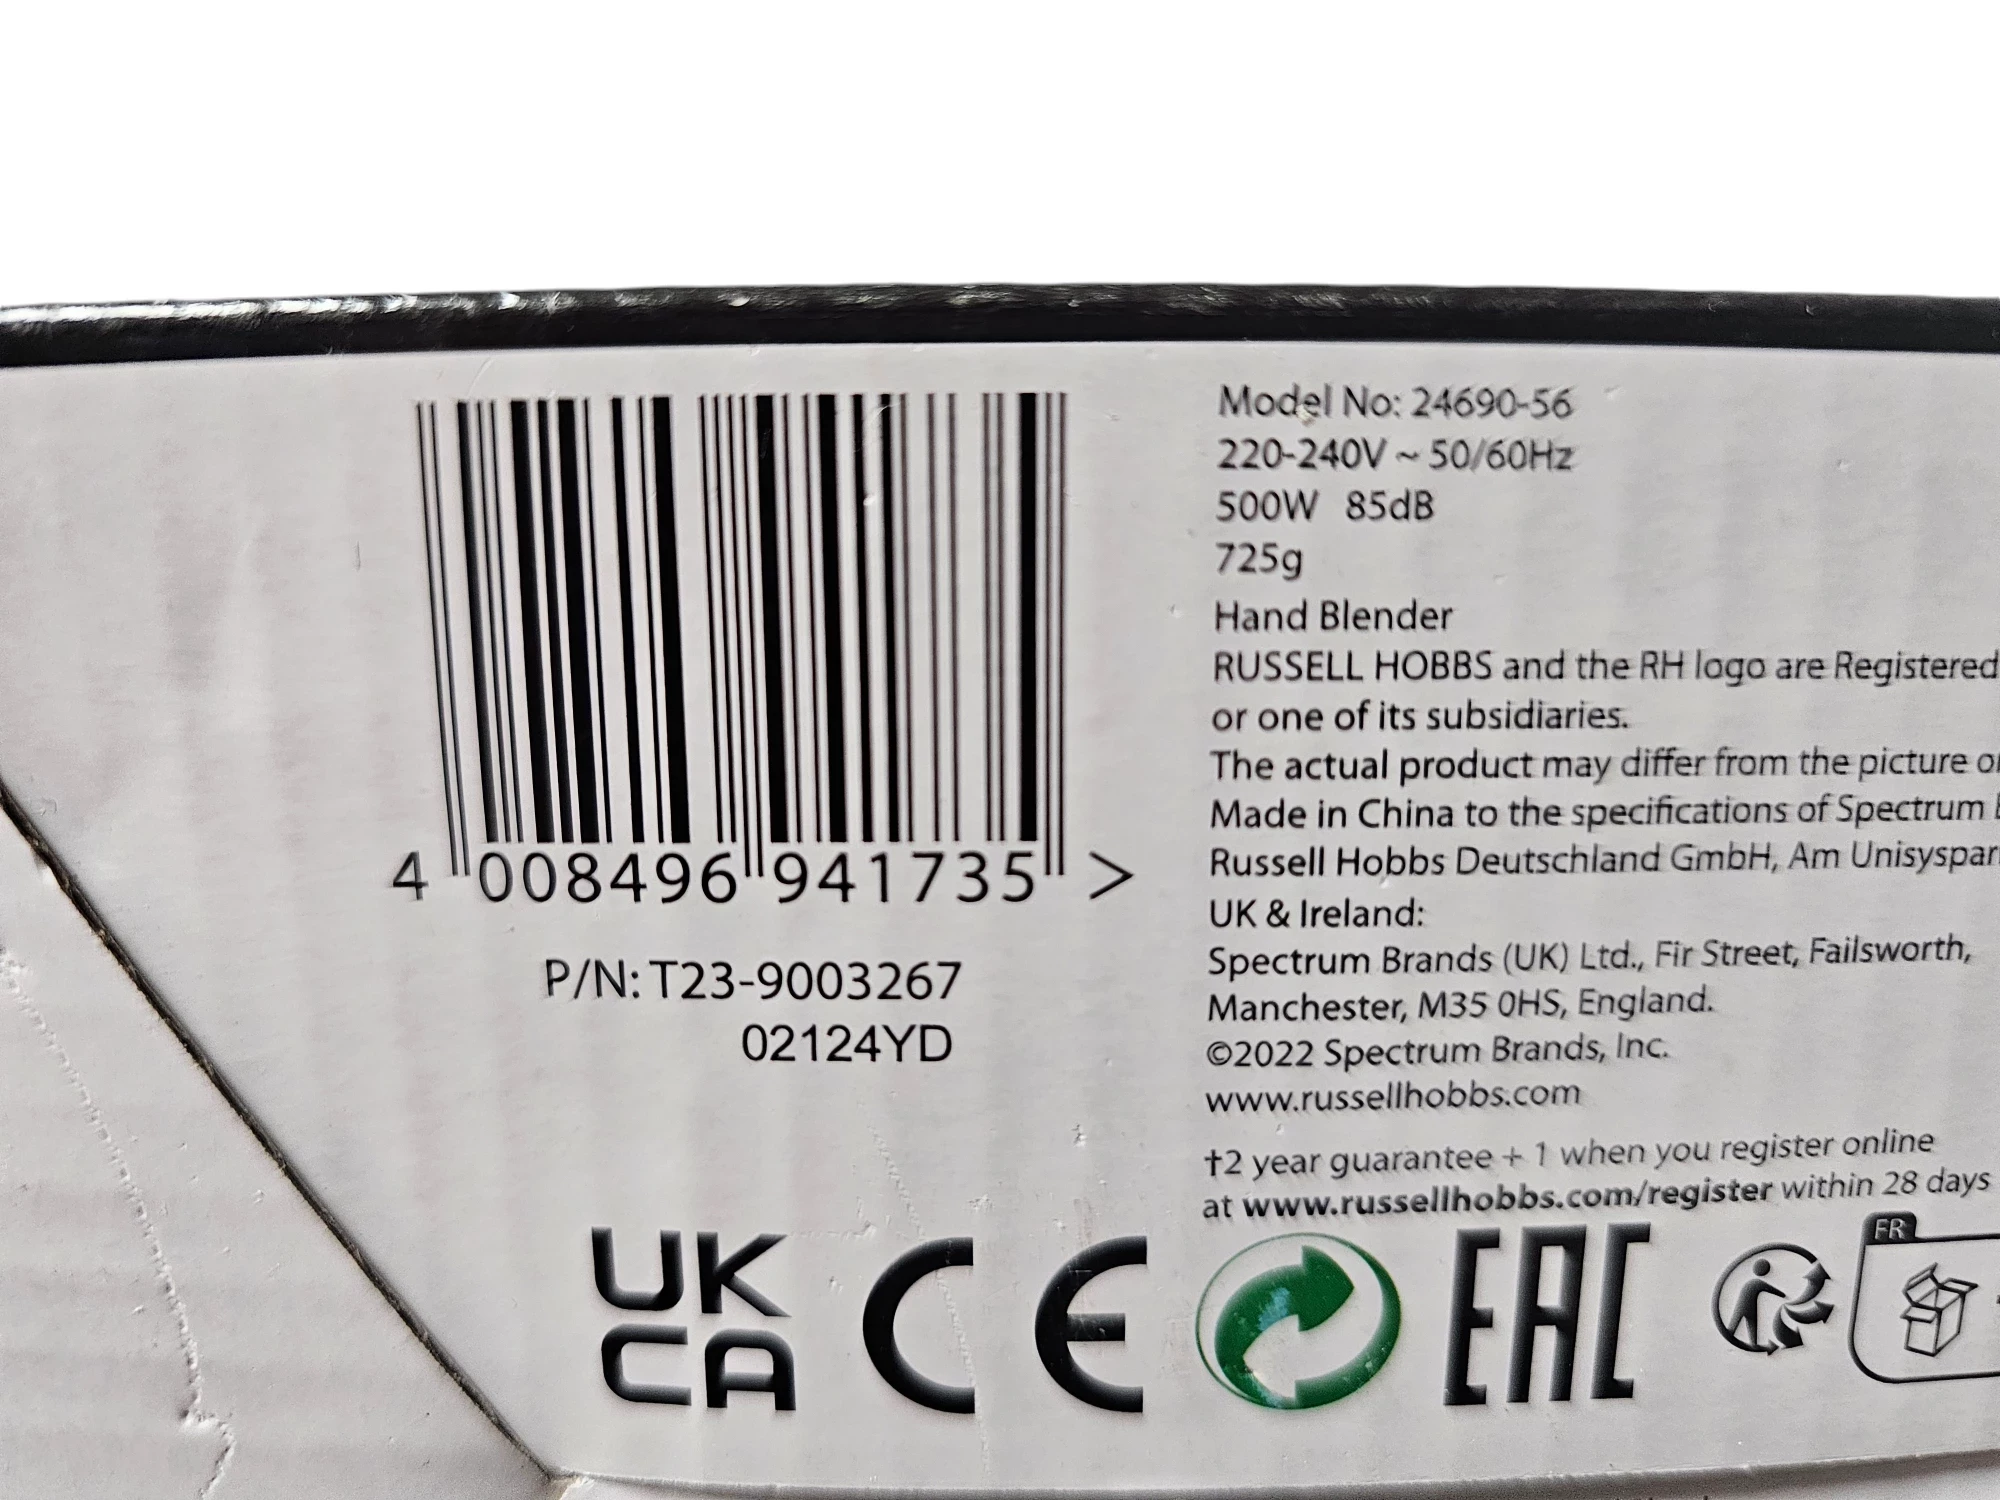 4 008496 941735 >
P/N: T23-9003267
02124YD
Model No: 24690-56
220-240V ~ 50/60Hz
500W 85dB
725g
Hand Blender
RUSSELL HOBBS and the RH logo are Registered
or one of its subsidiaries.
The actual product may differ from the picture
Made in China to the specifications of Spectrum
Russell Hobbs Deutschland GmbH, Am
UK & Ireland:
Spectrum Brands (UK) Ltd., Fir Street, Failsworth,
Manchester, M35 0HS, England.
©2022 Spectrum Brands, Inc.
www.russellhobbs.com
†2 year guarantee + 1 when you register online
at www.russellhobbs.com/register within 28 days
UK
CA
CE
EAC
FR